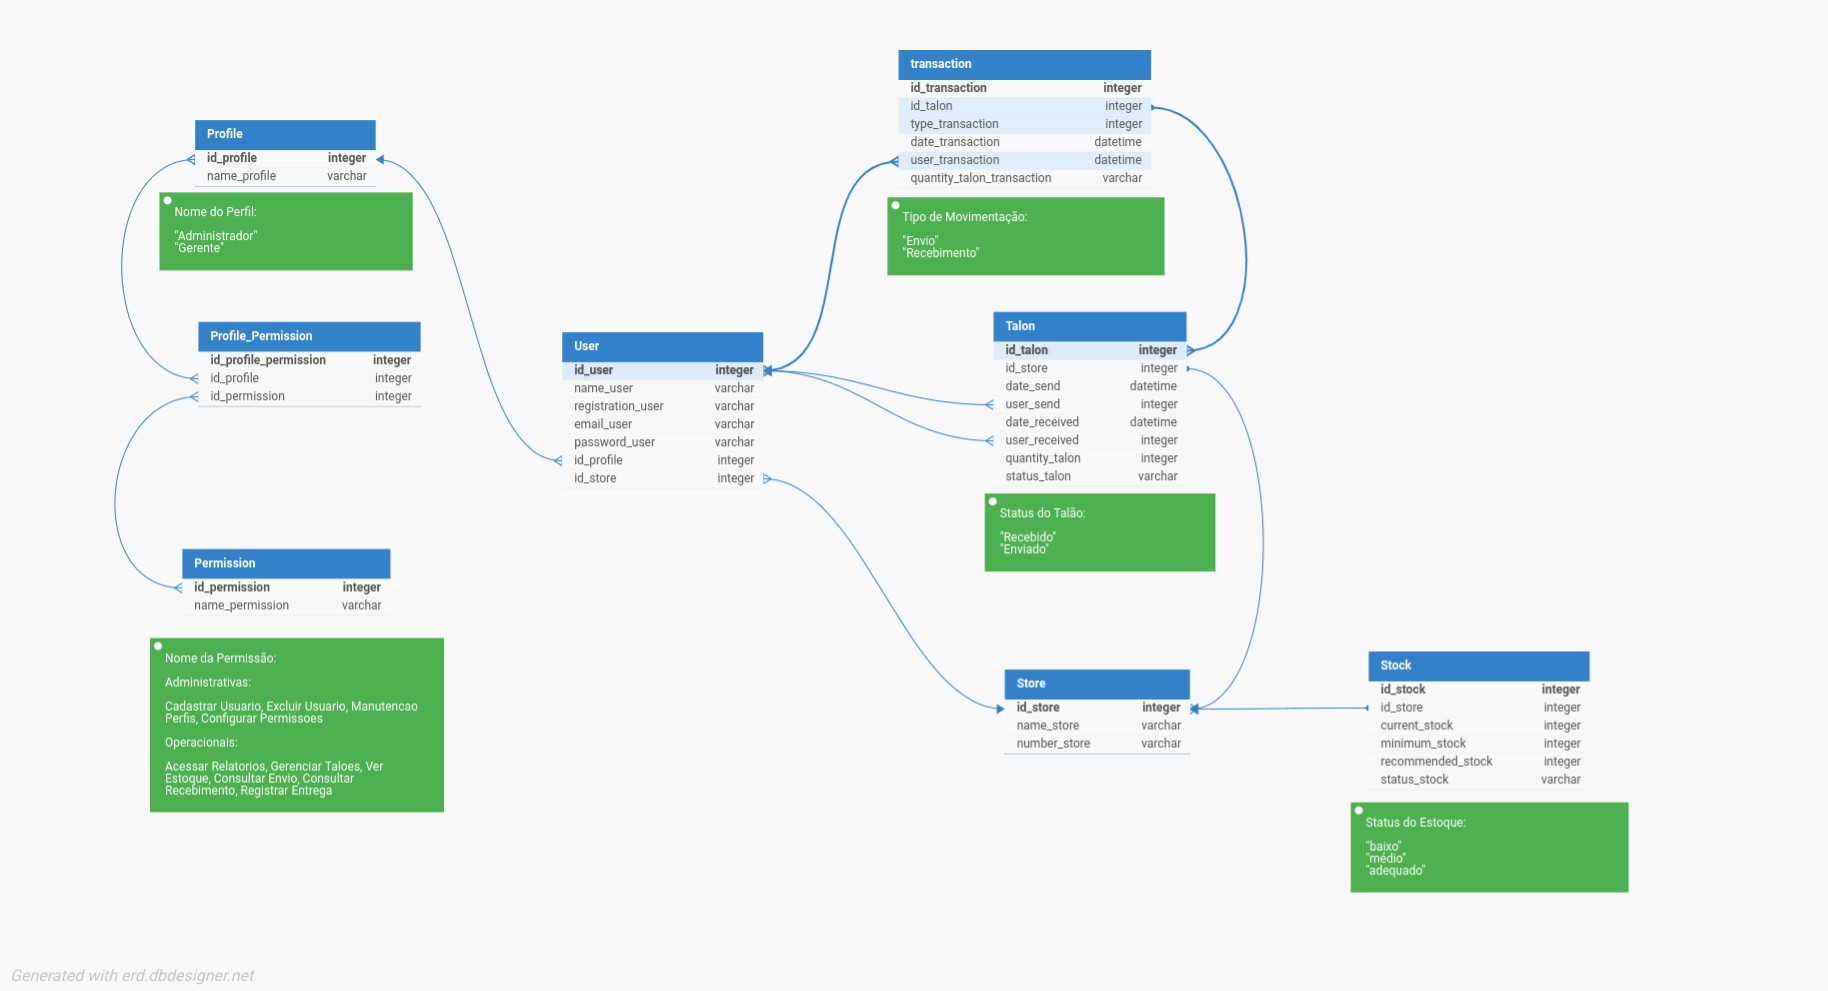 transaction
id_transaction integer
id_talon integer
type_transaction integer
date_transaction datetime
user_transaction datetime
quantity_talon_transaction varchar
Tipo de Movimentação:
"Envio"
"Recebimento"
Profile
id_profile integer
name_profile varchar
Nome do Perfil:
"Administrador"
"Gerente"
Profile_Permission
id_profile_permission integer
id_profile integer
id_permission integer
User
id_user integer
name_user varchar
registration_user varchar
email_user varchar
password_user varchar
id_profile integer
id_store integer
Talon
id_talon integer
id_store integer
date_send datetime
user_send integer
date_received datetime
user_received integer
quantity_talon integer
status_talon varchar
Status do Talão:
"Recebido"
"Enviado"
Permission
id_permission integer
name_permission varchar
Nome da Permissão:
Administrativas:
Cadastrar Usuario, Excluir Usuario, Manutencao
Perfis, Configurar Permissoes
Operacionais:
Acessar Relatorios, Gerenciar Taloes, Ver
Estoque, Consultar Envio, Consultar
Recebimento, Registrar Entrega
Store
id_store integer
name_store varchar
number_store varchar
Stock
id_stock integer
id_store integer
current_stock integer
minimum_stock integer
recommended_stock integer
status_stock varchar
Status do Estoque:
"baixo"
"médio"
"adequado"
Generated with erd.dbdesigner.net